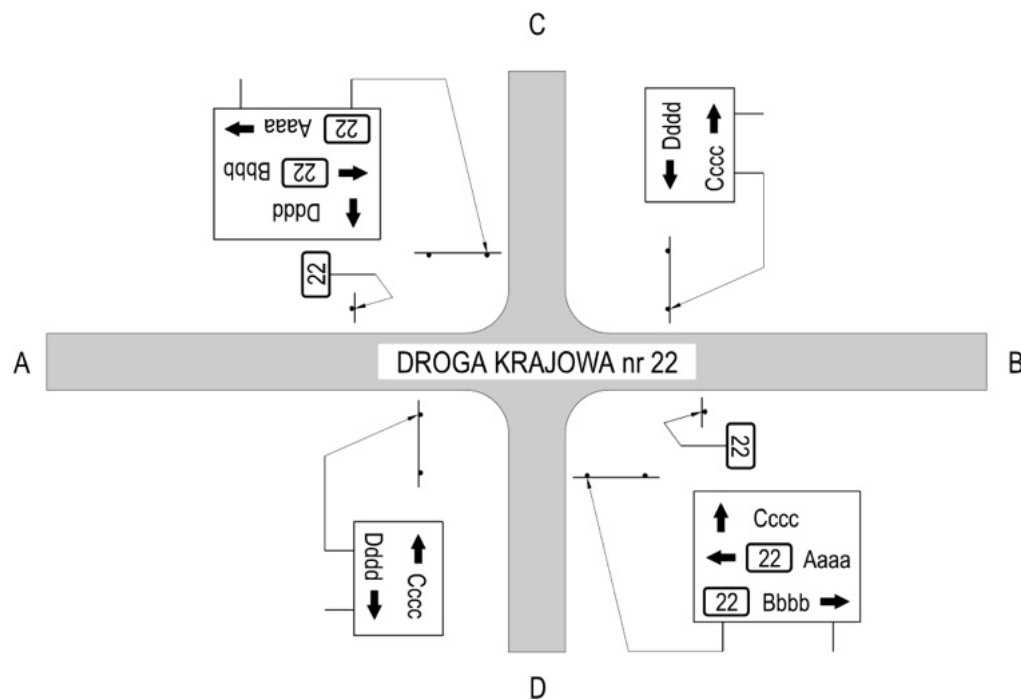 C
22 Aaaa
Bbbb 22
Dddd
Dddd
Cccc
22
A
DROGA KRAJOWA nr 22
B
22
Dddd
Cccc
Cccc
22 Aaaa
22 Bbbb
D